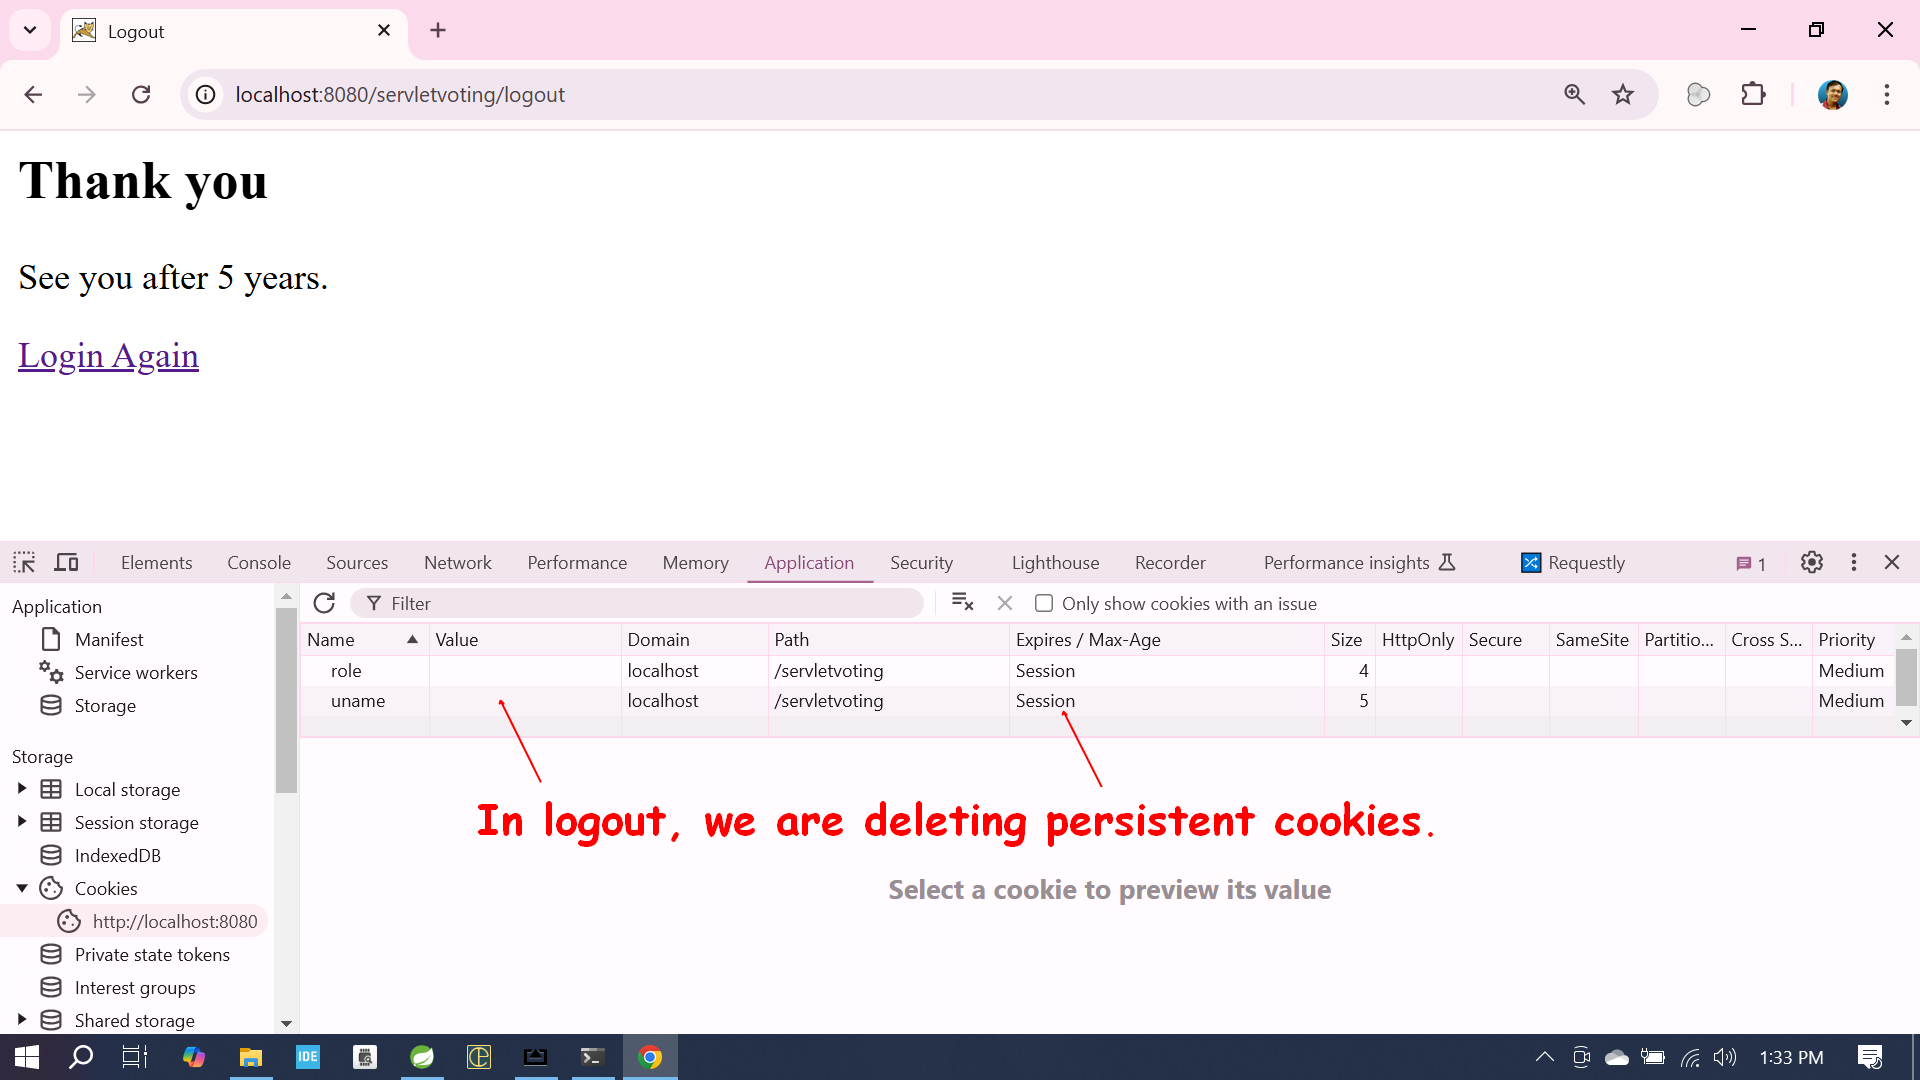 Logout
localhost:8080/servletvoting/logout
Thank you
See you after 5 years.
Login Again
Elements Console Sources Network Performance Memory Application Security Lighthouse Recorder Performance insights Requestly 1
Application
Manifest
Service workers
Storage
Storage
Local storage
Session storage
IndexedDB
Cookies
http://localhost:8080
Private state tokens
Interest groups
Shared storage
Filter Only show cookies with an issue
Name Value Domain Path Expires / Max-Age Size HttpOnly Secure SameSite Partitio... Cross S... Priority
role localhost /servletvoting Session 4 Medium
uname localhost /servletvoting Session 5 Medium
In logout, we are deleting persistent cookies.
Select a cookie to preview its value
IDE
1:33 PM